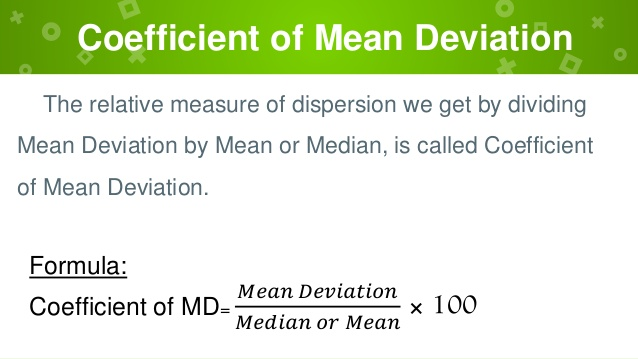 Coefficient of Mean Deviation
The relative measure of dispersion we get by dividing
Mean Deviation by Mean or Median, is called Coefficient
of Mean Deviation.
Formula:
Coefficient of MD= Mean Deviation / Median or Mean × 100